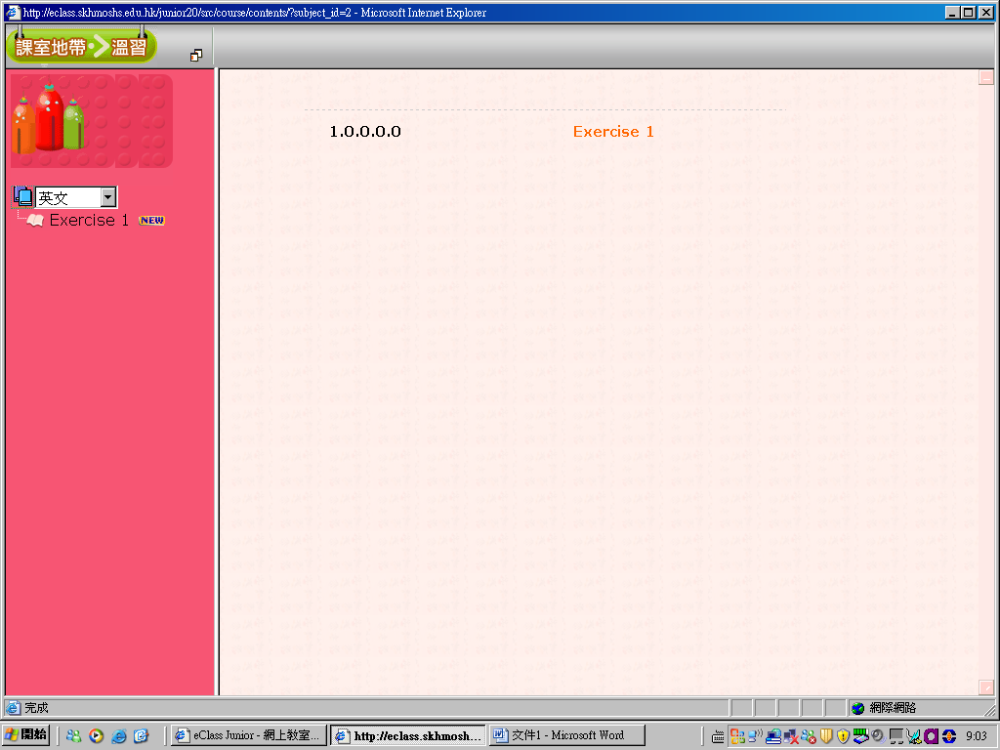 http://eclass.skhmoshs.edu.hk/junior20/src/course/contents/?subject_id=2 - Microsoft Internet Explorer
課室地帶 溫習
1.0.0.0.0 Exercise 1
英文
Exercise 1 NEW
完成
網際網路
開始
eClass Junior - 網上教室...
http://eclass.skhmosh...
文件1 - Microsoft Word
9:03